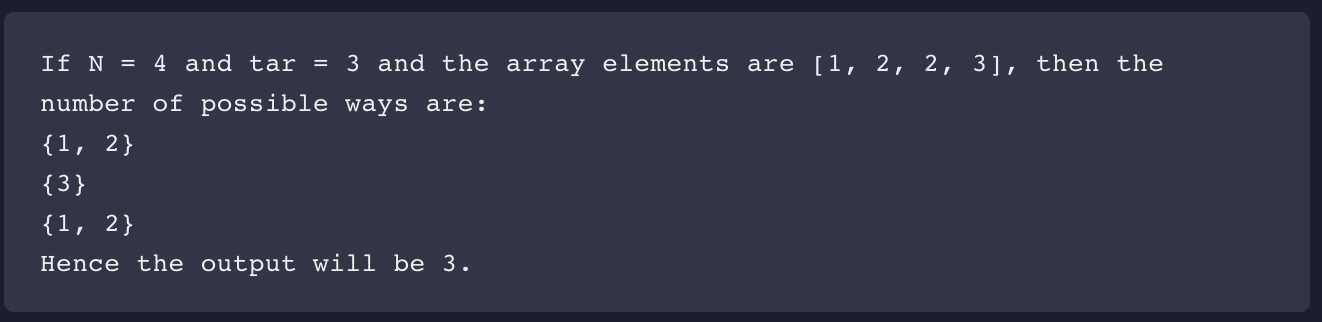 If N = 4 and tar = 3 and the array elements are [1, 2, 2, 3], then the
number of possible ways are:
{1, 2}
{3}
{1, 2}
Hence the output will be 3.